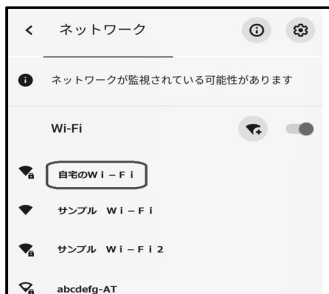 ネットワーク
ネットワークが監視されている可能性があります
Wi-Fi
自宅のWi－Fi
サンプル　Wi－Fi
サンプル　Wi－Fi2
abcdefg-AT